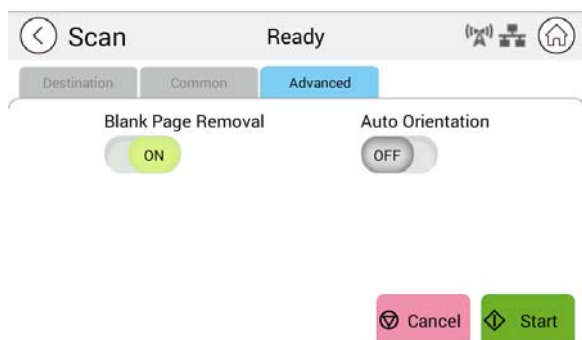 Scan Ready
Destination Common Advanced
Blank Page Removal Auto Orientation
ON OFF
Cancel Start